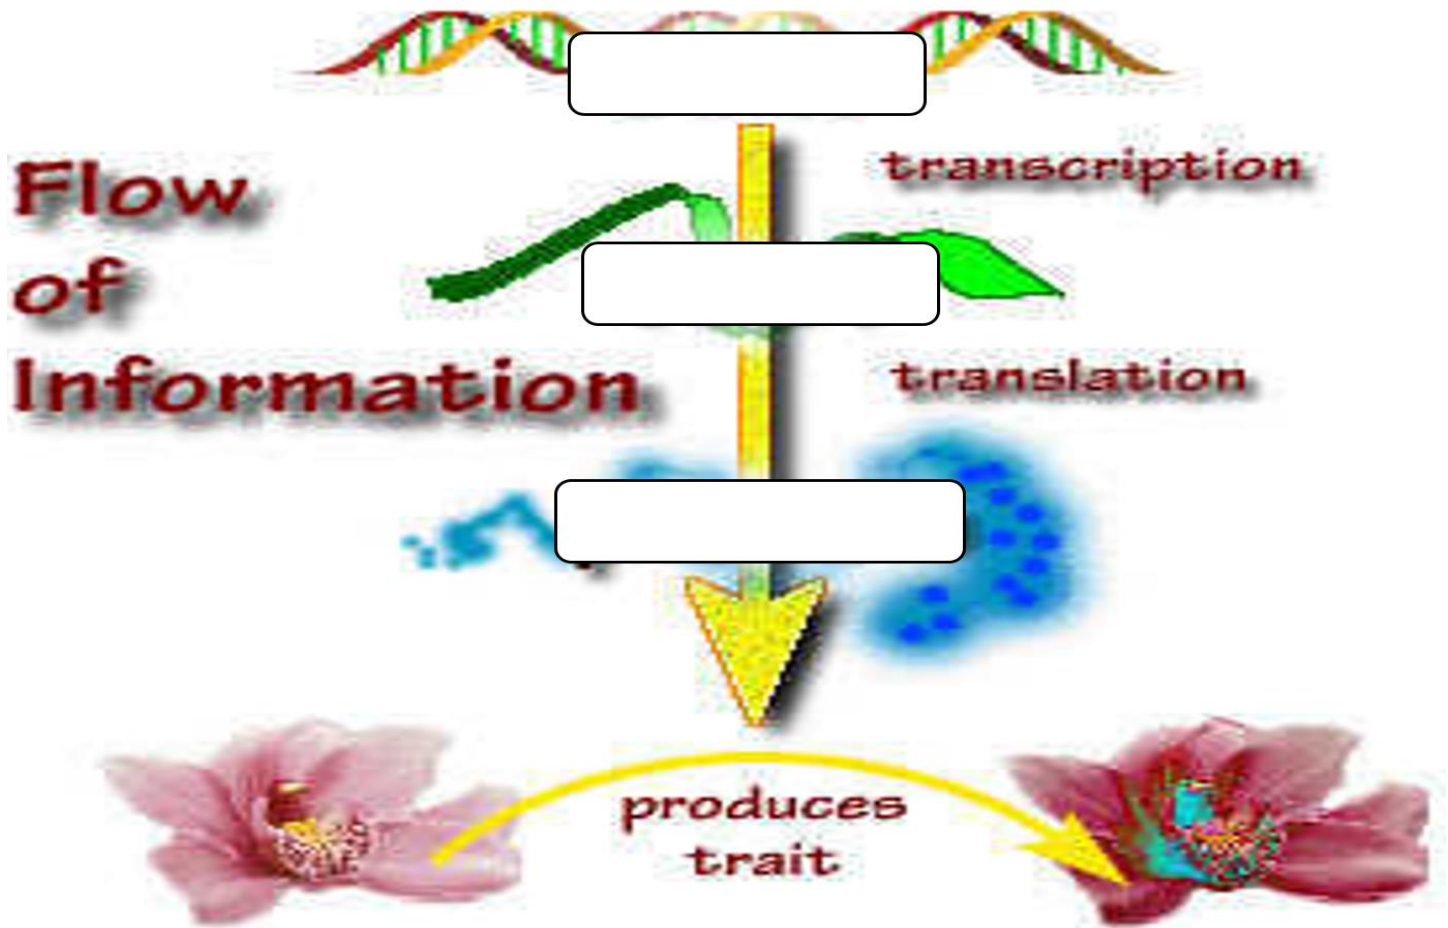 transcription
Flow
of
Information
translation
produces
trait